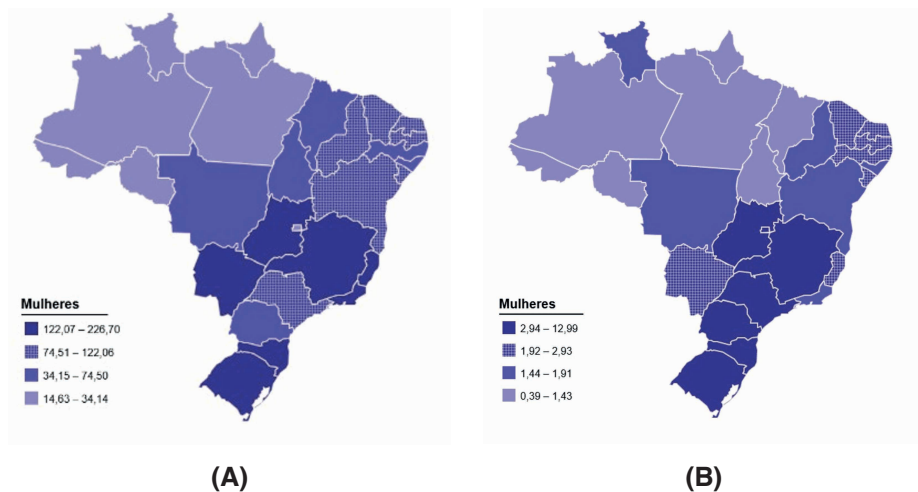 Mulheres
122,07 – 226,70
74,51 – 122,06
34,15 – 74,50
14,63 – 34,14
(A)
Mulheres
2,94 – 12,99
1,92 – 2,93
1,44 – 1,91
0,39 – 1,43
(B)